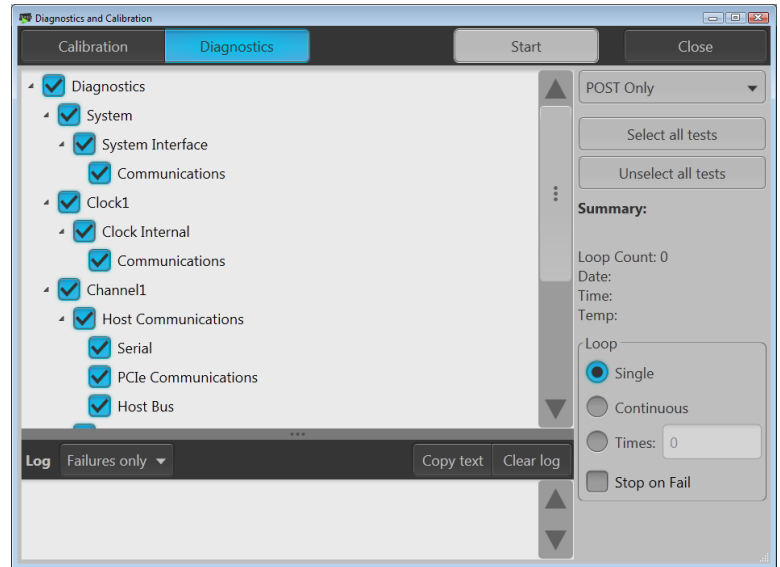 Diagnostics and Calibration
Calibration
Diagnostics
Start
Close
Diagnostics
System
System Interface
Communications
Clock1
Clock Internal
Communications
Channel1
Host Communications
Serial
PCIe Communications
Host Bus
POST Only
Select all tests
Unselect all tests
Summary:
Loop Count: 0
Date:
Time:
Temp:
Loop
Single
Continuous
Times: 0
Stop on Fail
Log Failures only
Copy text
Clear log